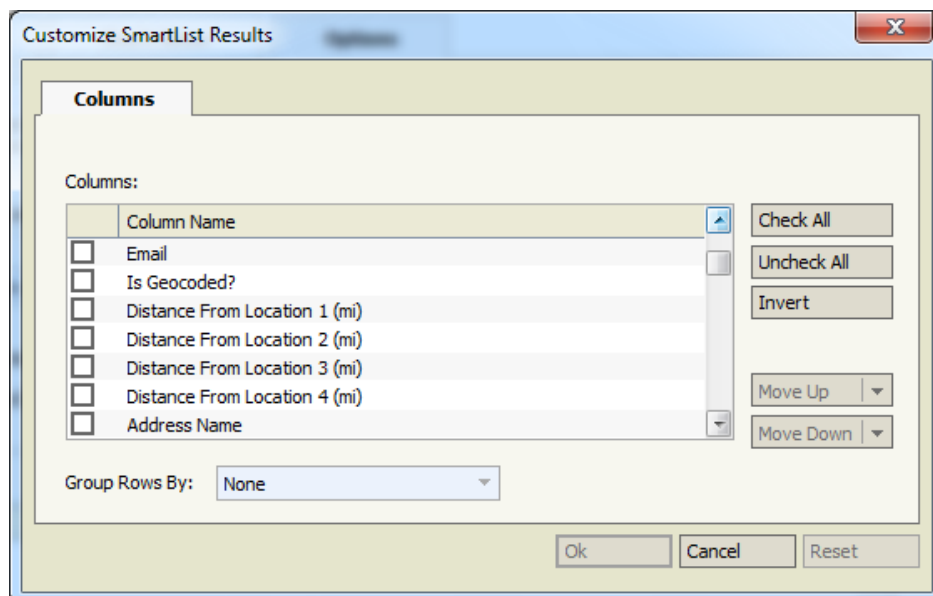 Customize SmartList Results
Options
Columns
Columns:
Column Name
Email
Is Geocoded?
Distance From Location 1 (mi)
Distance From Location 2 (mi)
Distance From Location 3 (mi)
Distance From Location 4 (mi)
Address Name
Check All
Uncheck All
Invert
Move Up
Move Down
Group Rows By: None
Ok Cancel Reset